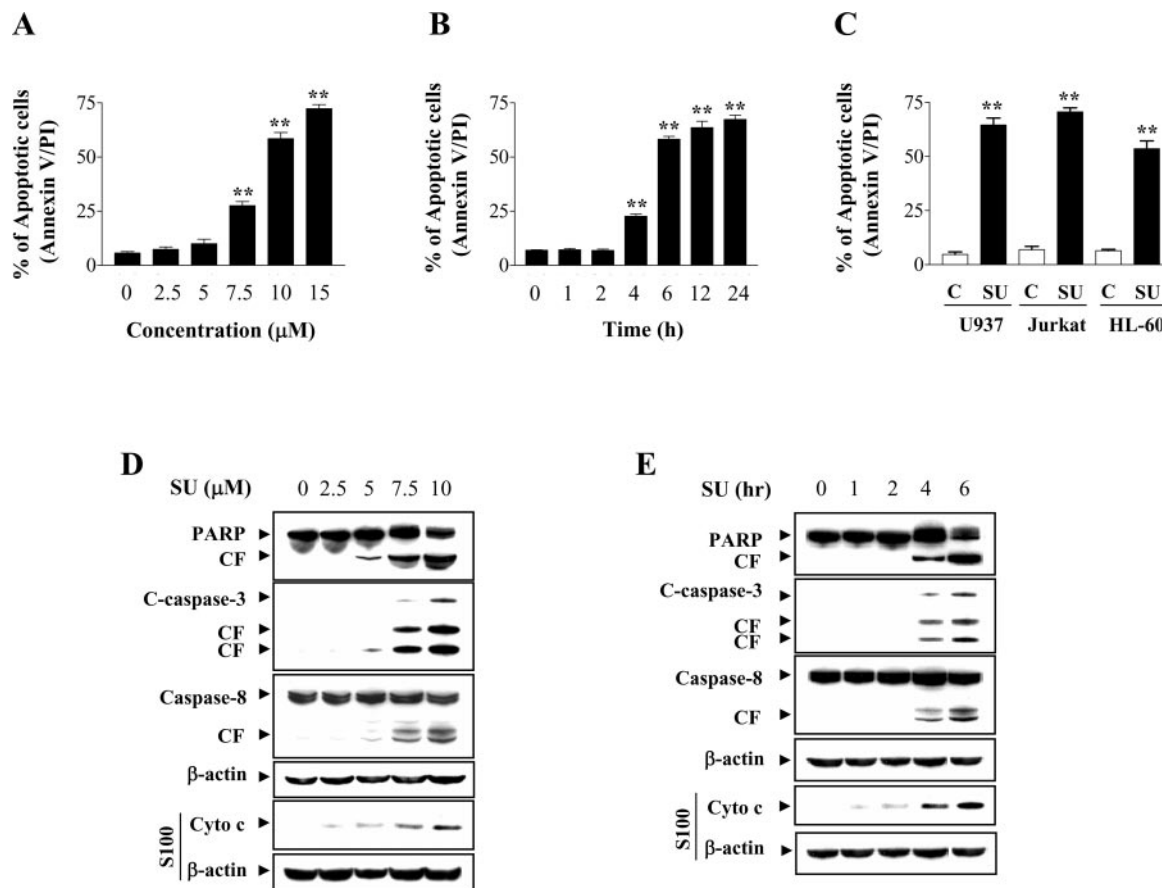 A
% of Apoptotic cells
(Annexin V/PI)
75
50
25
0
** ** **
0 2.5 5 7.5 10 15
Concentration (μM)
B
% of Apoptotic cells
(Annexin V/PI)
75
50
25
0
** ** ** **
0 1 2 4 6 12 24
Time (h)
C
% of Apoptotic cells
(Annexin V/PI)
75
50
25
0
** ** **
C SU C SU C SU
U937 Jurkat HL-60
D
SU (μM) 0 2.5 5 7.5 10
PARP
CF
C-caspase-3
CF
CF
Caspase-8
CF
β-actin
S100
Cyto c
β-actin
E
SU (hr) 0 1 2 4 6
PARP
CF
C-caspase-3
CF
CF
Caspase-8
CF
β-actin
S100
Cyto c
β-actin